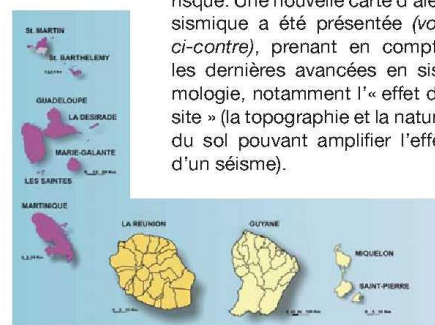 risque. Une nouvelle carte d'aléa
sismique a été présentée (voir
ci-contre), prenant en compte
les dernières avancées en sis-
mologie, notamment l'« effet de
site » (la topographie et la nature
du sol pouvant amplifier l'effet
d'un séisme).
ST. MARTIN
ST. BARTHELEMY
GUADELOUPE
LA DESIRADE
MARIE-GALANTE
LES SAINTES
MARTINIQUE
LA REUNION
GUYANE
MIQUELON
SAINT-PIERRE